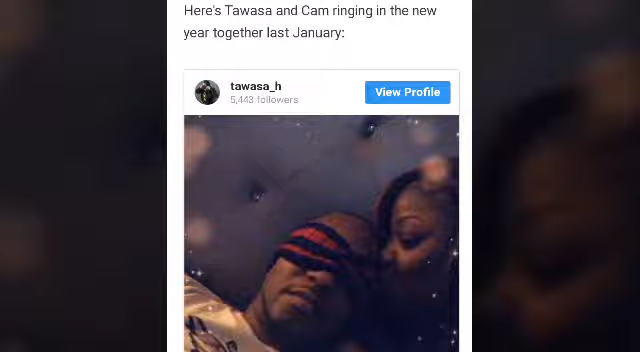 Here's Tawasa and Cam ringing in the new
year together last January:
tawasa_h
5,443 followers
View Profile